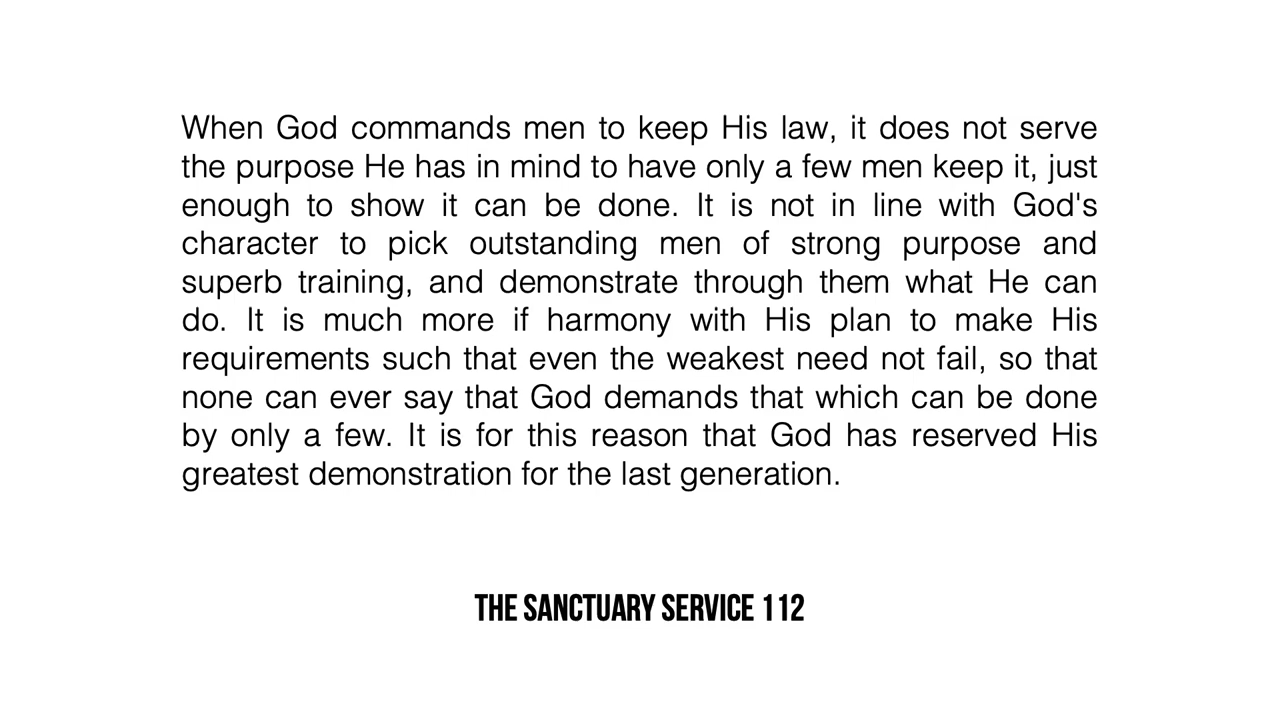 When God commands men to keep His law, it does not serve
the purpose He has in mind to have only a few men keep it, just
enough to show it can be done. It is not in line with God's
character to pick outstanding men of strong purpose and
superb training, and demonstrate through them what He can
do. It is much more if harmony with His plan to make His
requirements such that even the weakest need not fail, so that
none can ever say that God demands that which can be done
by only a few. It is for this reason that God has reserved His
greatest demonstration for the last generation.
THE SANCTUARY SERVICE 112